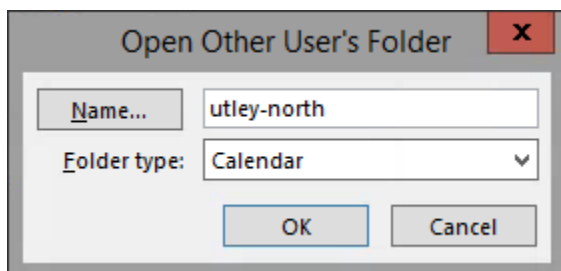 Open Other User's Folder
x
Name... utley-north
Folder type: Calendar
OK Cancel